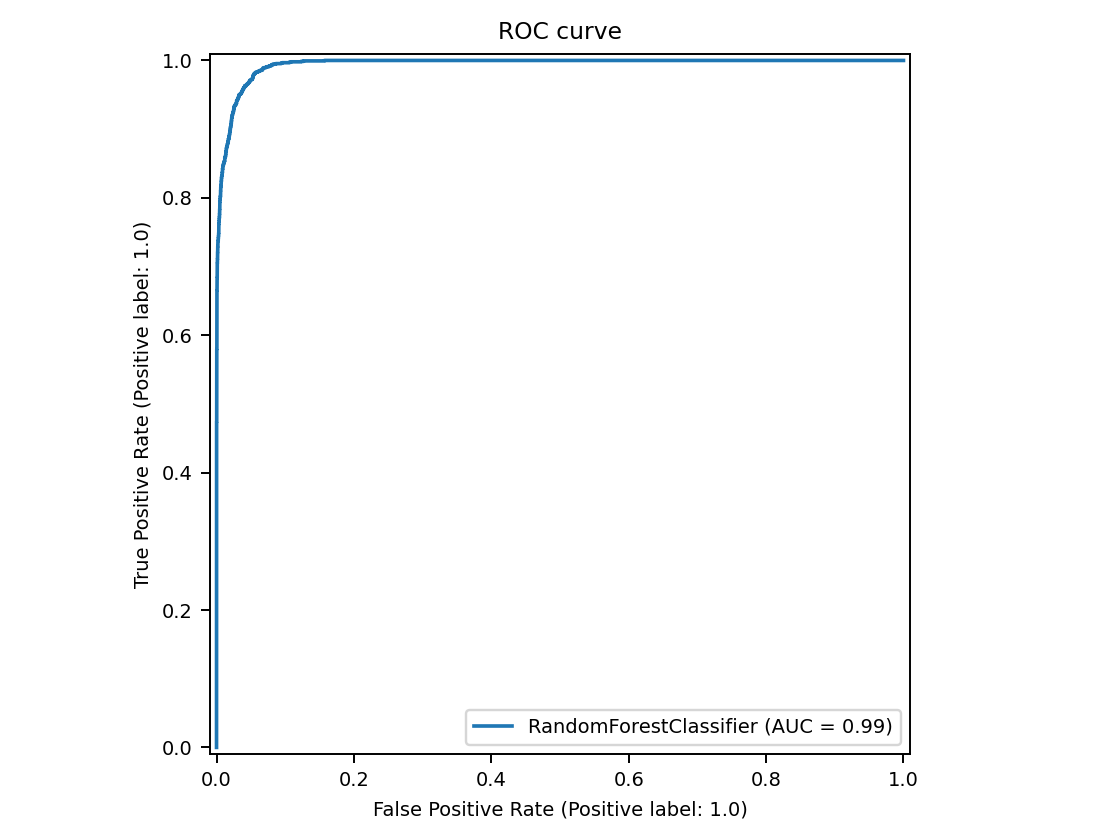 ROC curve
1.0
0.8
0.6
0.4
0.2
0.0
True Positive Rate (Positive label: 1.0)
RandomForestClassifier (AUC = 0.99)
0.0 0.2 0.4 0.6 0.8 1.0
False Positive Rate (Positive label: 1.0)